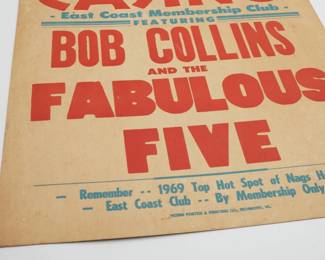 - East Coast Membership Club -
FEATURING
BOB COLLINS
AND THE
FABULOUS
FIVE
— Remember -- 1969 Top Hot Spot of Nags H
— East Coast Club -- By Membership Only